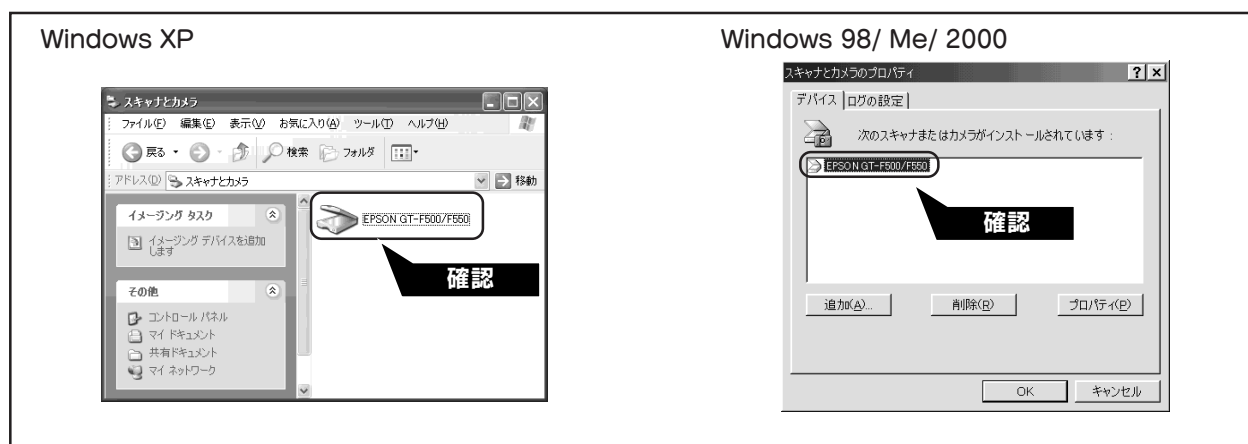 Windows XP
スキャナとカメラ
ファイル(F) 編集(E) 表示(V) お気に入り(A) ツール(T) ヘルプ(H)
戻る 検索 フォルダ
アドレス(D) スキャナとカメラ 移動
イメージング タスク
イメージング デバイスを追加
します
その他
コントロール パネル
マイ ドキュメント
共有ドキュメント
マイ ネットワーク
EPSON GT-F500/F550
確認
Windows 98/ Me/ 2000
スキャナとカメラのプロパティ
デバイス ログの設定
次のスキャナまたはカメラがインストールされています :
EPSON GT-F500/F550
確認
追加(A)... 削除(R) プロパティ(P)
OK キャンセル